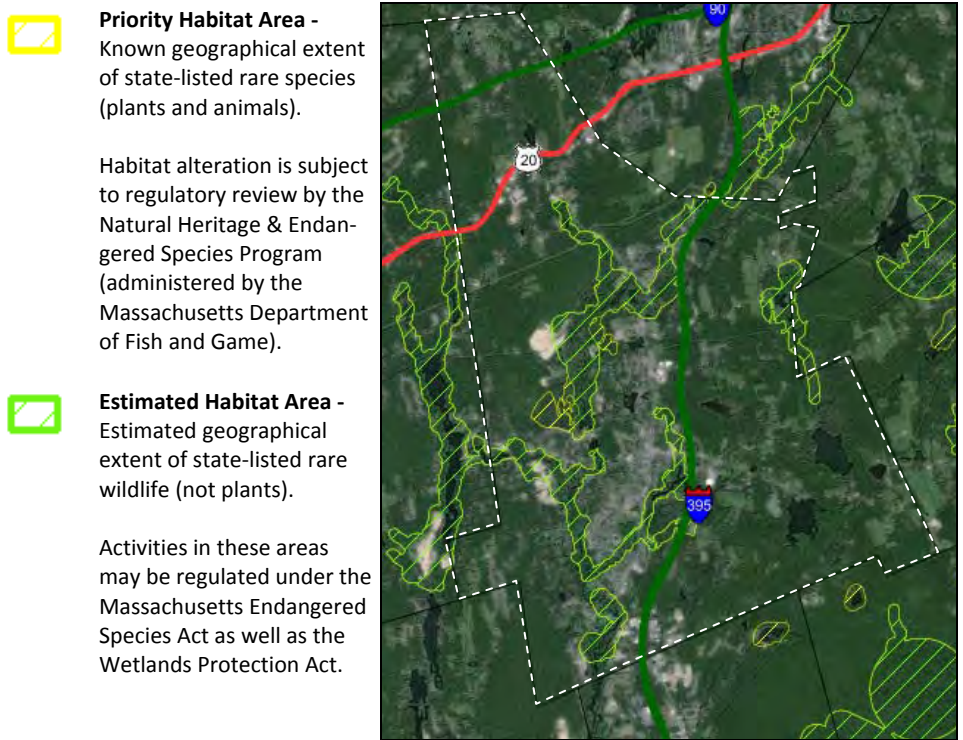 Priority Habitat Area -
Known geographical extent
of state-listed rare species
(plants and animals).
Habitat alteration is subject
to regulatory review by the
Natural Heritage & Endan-
gered Species Program
(administered by the
Massachusetts Department
of Fish and Game).
Estimated Habitat Area -
Estimated geographical
extent of state-listed rare
wildlife (not plants).
Activities in these areas
may be regulated under the
Massachusetts Endangered
Species Act as well as the
Wetlands Protection Act.
90
20
395